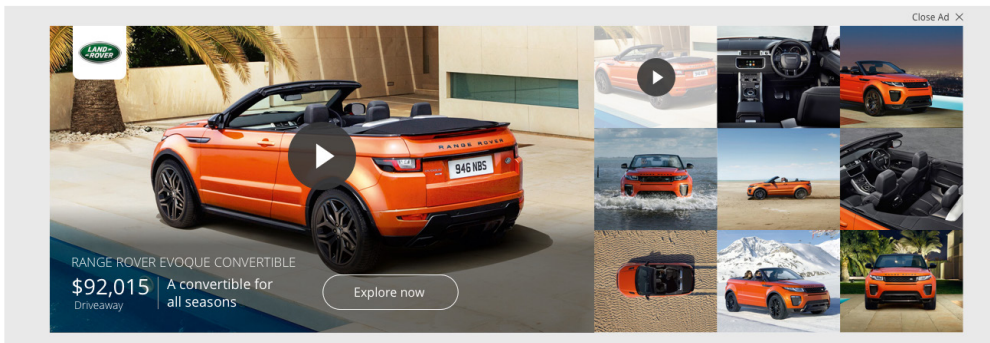 Close Ad
LAND-
-ROVER
RANGE ROVER
946 NBS
RANGE ROVER EVOQUE CONVERTIBLE
$92,015
Driveaway
A convertible for
all seasons
Explore now